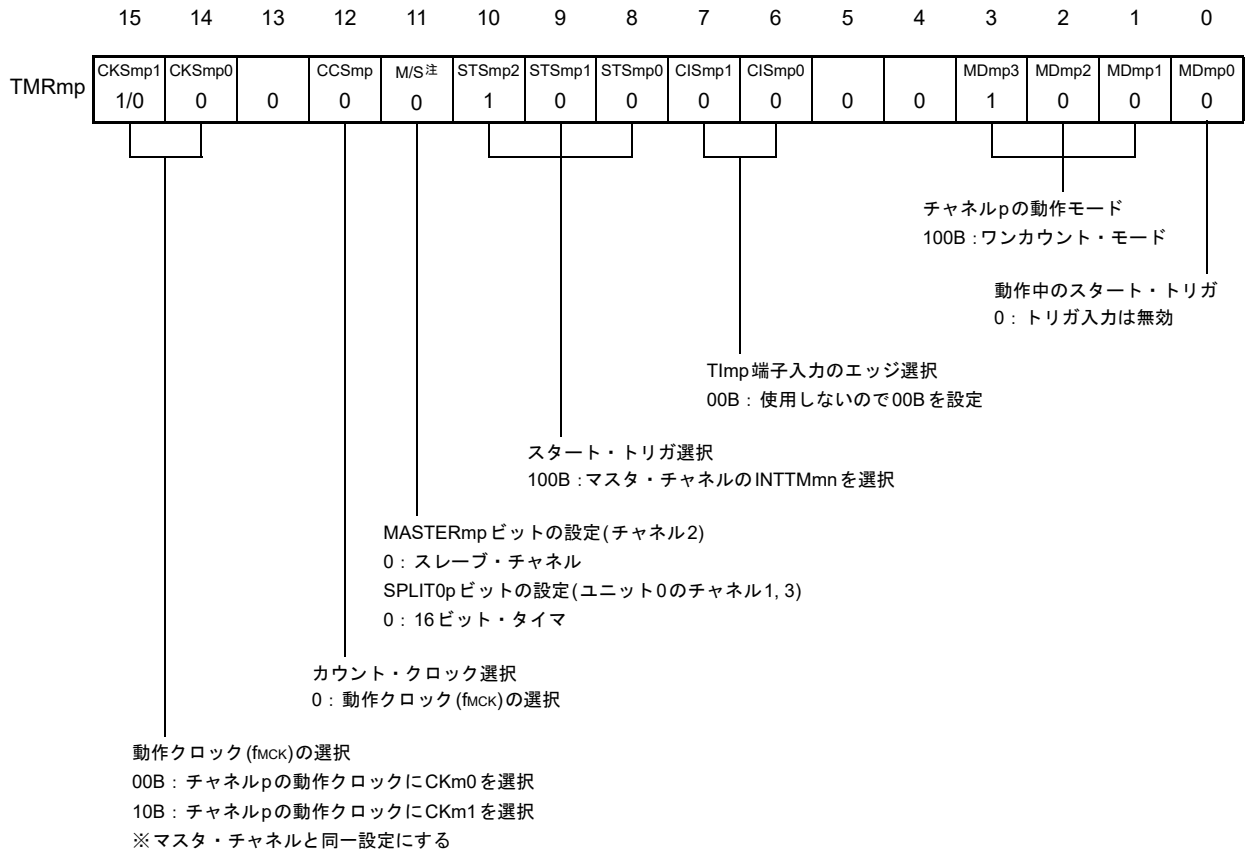 15 14 13 12 11 10 9 8 7 6 5 4 3 2 1 0
TMRmp
CKSmp1 CKSmp0 CCSmp M/S注 STSmp2 STSmp1 STSmp0 CISmp1 CISmp0 MDmp3 MDmp2 MDmp1 MDmp0
1/0 0 0 0 0 1 0 0 0 0 0 0 1 0 0 0
チャネルpの動作モード
100B：ワンカウント・モード
動作中のスタート・トリガ
0：トリガ入力は無効
TImp端子入力のエッジ選択
00B：使用しないので00Bを設定
スタート・トリガ選択
100B：マスタ・チャネルのINTTMmnを選択
MASTERmpビットの設定(チャネル2)
0：スレーブ・チャネル
SPLIT0pビットの設定(ユニット0のチャネル1, 3)
0：16ビット・タイマ
カウント・クロック選択
0：動作クロック(fMCK)の選択
動作クロック(fMCK)の選択
00B：チャネルpの動作クロックにCKm0を選択
10B：チャネルpの動作クロックにCKm1を選択
※マスタ・チャネルと同一設定にする